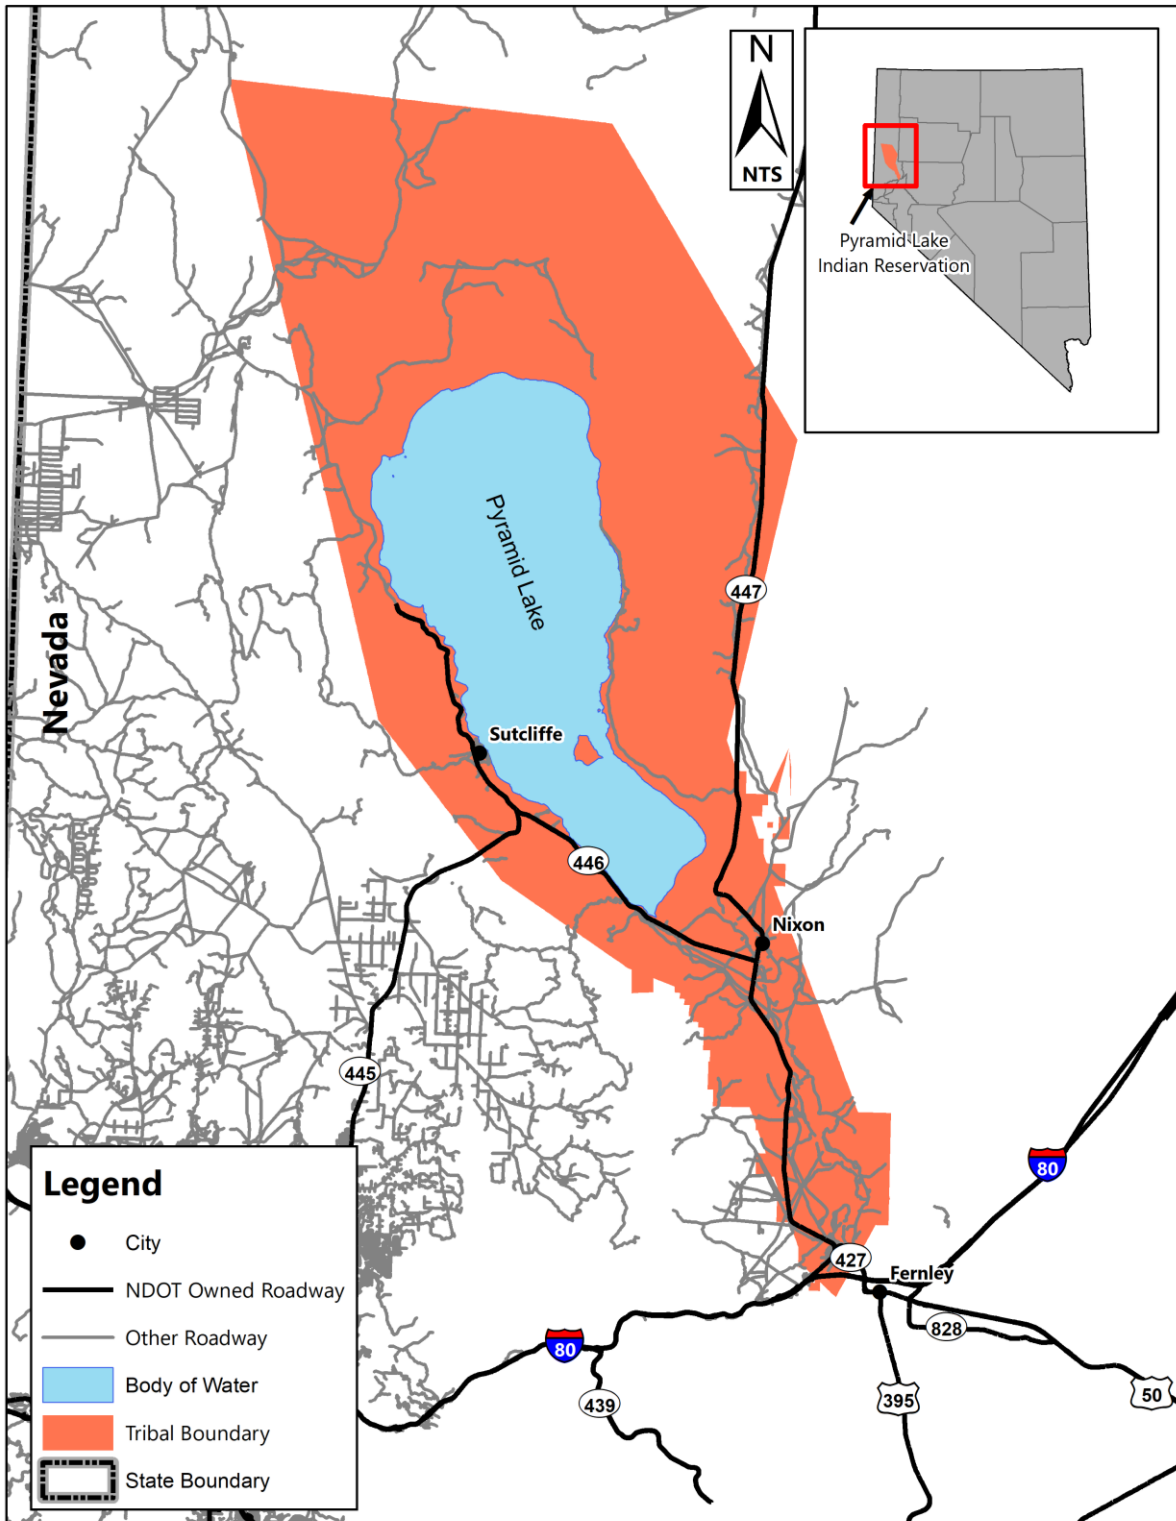 N
NTS
Pyramid Lake
Indian Reservation
Pyramid Lake
447
Nevada
Sutcliffe
446
Nixon
445
80
427
Fernley
828
80
439
395
50
Legend
City
NDOT Owned Roadway
Other Roadway
Body of Water
Tribal Boundary
State Boundary